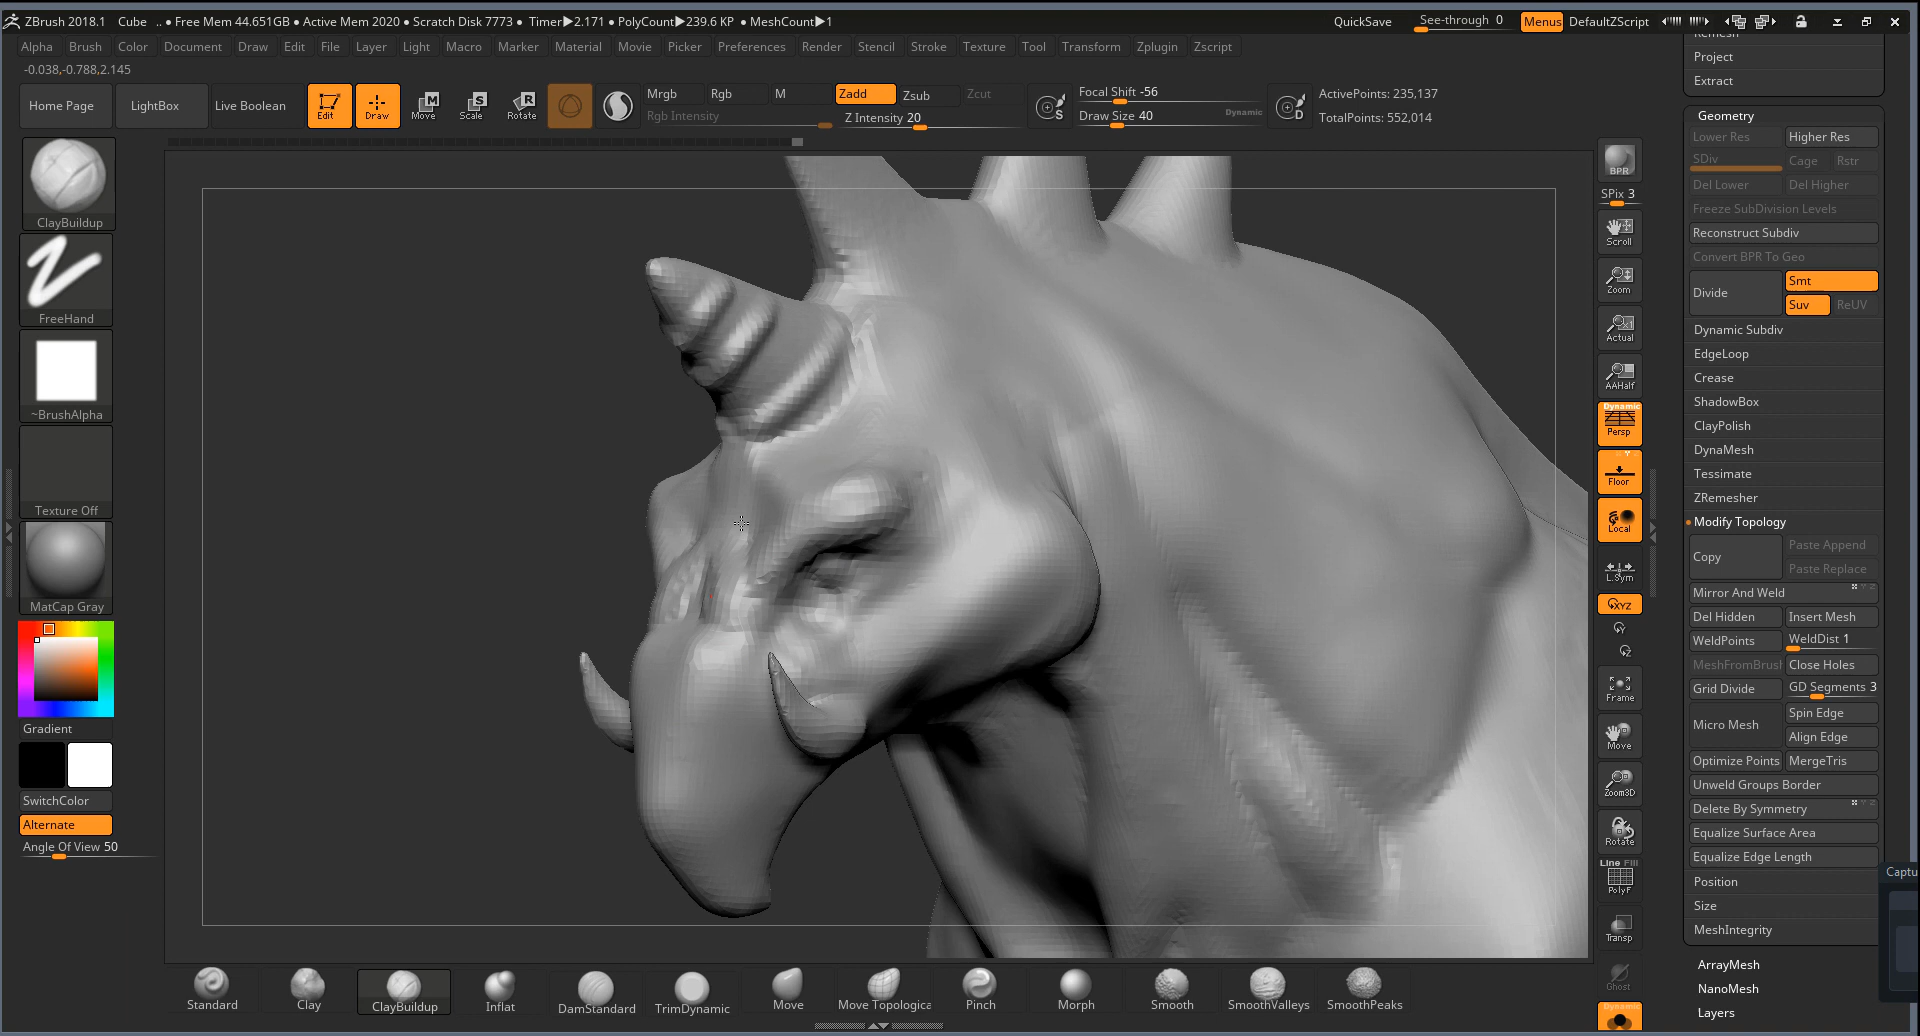 ZBrush 2018.1 Cube .. ● Free Mem 44.651GB ● Active Mem 2020 ● Scratch Disk 7773 ● Timer▶2.171 ● PolyCount▶239.6 KP ● MeshCount▶1 QuickSave See-through 0 Menus DefaultZScript
Alpha Brush Color Document Draw Edit File Layer Light Macro Marker Material Movie Picker Preferences Render Stencil Stroke Texture Tool Transform Zplugin Zscript
-0.038,-0.788,2.145
Home Page LightBox Live Boolean Edit Draw Move Scale Rotate
Mrgb Rgb M Zadd Zsub Zcut
Rgb Intensity Z Intensity 20
Focal Shift -56
Draw Size 40 Dynamic
ActivePoints: 235,137
TotalPoints: 552,014
ClayBuildup
FreeHand
~BrushAlpha
Texture Off
MatCap Gray
Gradient
SwitchColor
Alternate
Angle Of View 50
BPR
SPix 3
Scroll
Zoom
Actual
AAHalf
Dynamic
Persp
Floor
Local
L.Sym
XYZ
Y
Z
Frame
Move
Zoom3D
Rotate
Line Fill
PolyF
Transp
Ghost
Dynamic
Remesh
Project
Extract
Geometry
Lower Res Higher Res
SDiv Cage Rstr
Del Lower Del Higher
Freeze SubDivision Levels
Reconstruct Subdiv
Convert BPR To Geo
Divide Smt
Suv ReUV
Dynamic Subdiv
EdgeLoop
Crease
ShadowBox
ClayPolish
DynaMesh
Tessimate
ZRemesher
Modify Topology
Copy Paste Append
Paste Replace
Mirror And Weld
Del Hidden Insert Mesh
WeldPoints WeldDist 1
MeshFromBrus Close Holes
Grid Divide GD Segments 3
Micro Mesh Spin Edge
Align Edge
Optimize Points MergeTris
Unweld Groups Border
Delete By Symmetry
Equalize Surface Area
Equalize Edge Length
Position
Size
MeshIntegrity
ArrayMesh
NanoMesh
Layers
Captu
Standard Clay ClayBuildup Inflat DamStandard TrimDynamic Move Move Topologica Pinch Morph Smooth SmoothValleys SmoothPeaks